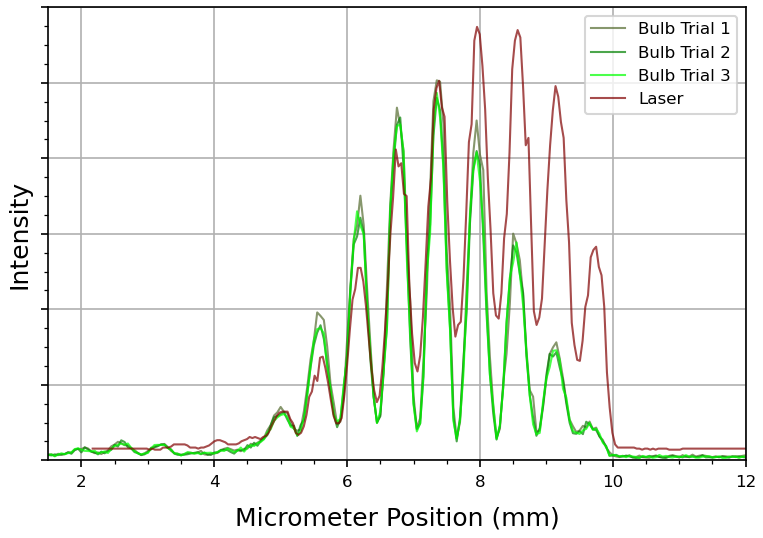 Bulb Trial 1
Bulb Trial 2
Bulb Trial 3
Laser
Intensity
2 4 6 8 10 12
Micrometer Position (mm)